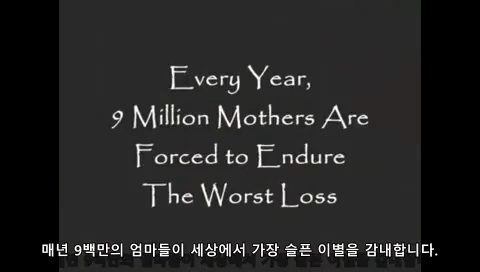 Every Year,
9 Million Mothers Are
Forced to Endure
The Worst Loss
매년 9백만의 엄마들이 세상에서 가장 슬픈 이별을 감내합니다.